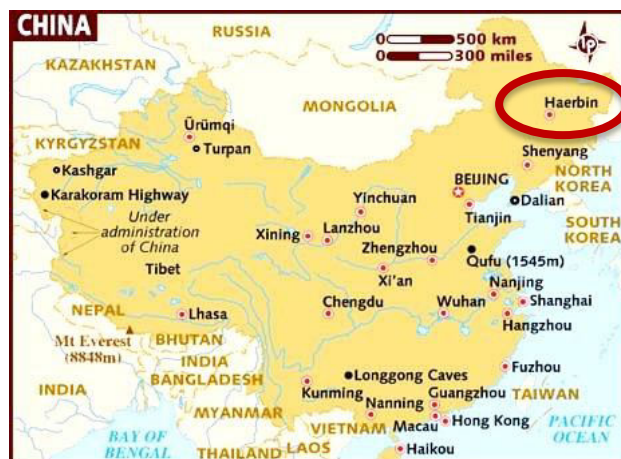 CHINA
RUSSIA
0 500 km
0 300 miles
KAZAKHSTAN
MONGOLIA
Haerbin
Ürümqi
Turpan
KYRGYZSTAN
Kashgar
Karakoram Highway
Shenyang
NORTH
KOREA
BEIJING
Dalian
Tianjin
Yinchuan
Under
administration
of China
Xining
Lanzhou
Zhengzhou
SOUTH
KOREA
Qufu (1545m)
Xi'an
Tibet
Nanjing
NEPAL
Lhasa
Chengdu
Wuhan
Shanghai
Hangzhou
Mt Everest
(8848m)
BHUTAN
INDIA
BANGLADESH
INDIA
Longgong Caves
Fuzhou
Kunming
Guangzhou
TAIWAN
Nanning
MYANMAR
Macau
Hong Kong
VIETNAM
PACIFIC
OCEAN
BAY OF
BENGAL
THAILAND
LAOS
Haikou